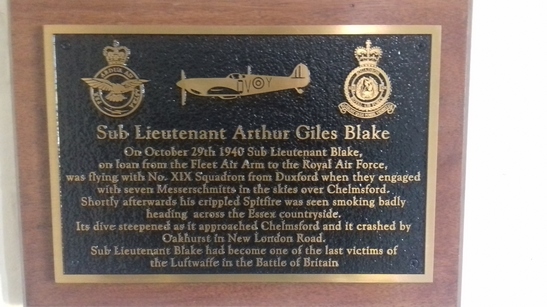 Sub Lieutenant Arthur Giles Blake
On October 29th 1940 Sub Lieutenant Blake,
on loan from the Fleet Air Arm to the Royal Air Force,
was flying with No. XIX Squadron from Duxford when they engaged
with seven Messerschmitts in the skies over Chelmsford.
Shortly afterwards his crippled Spitfire was seen smoking badly
heading across the Essex countryside.
Its dive steepened as it approached Chelmsford and it crashed by
Oakhurst in New London Road.
Sub Lieutenant Blake had become one of the last victims of
the Luftwaffe in the Battle of Britain